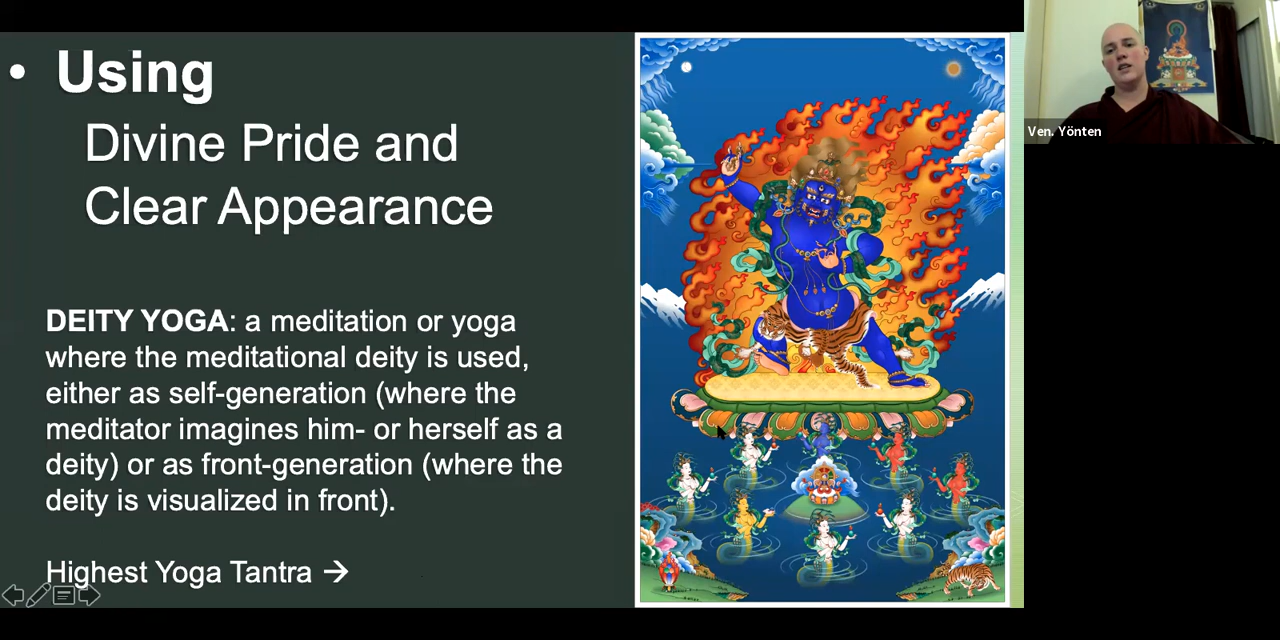 • Using
Divine Pride and
Clear Appearance
DEITY YOGA: a meditation or yoga
where the meditational deity is used,
either as self-generation (where the
meditator imagines him- or herself as a
deity) or as front-generation (where the
deity is visualized in front).
Highest Yoga Tantra →
Ven. Yönten